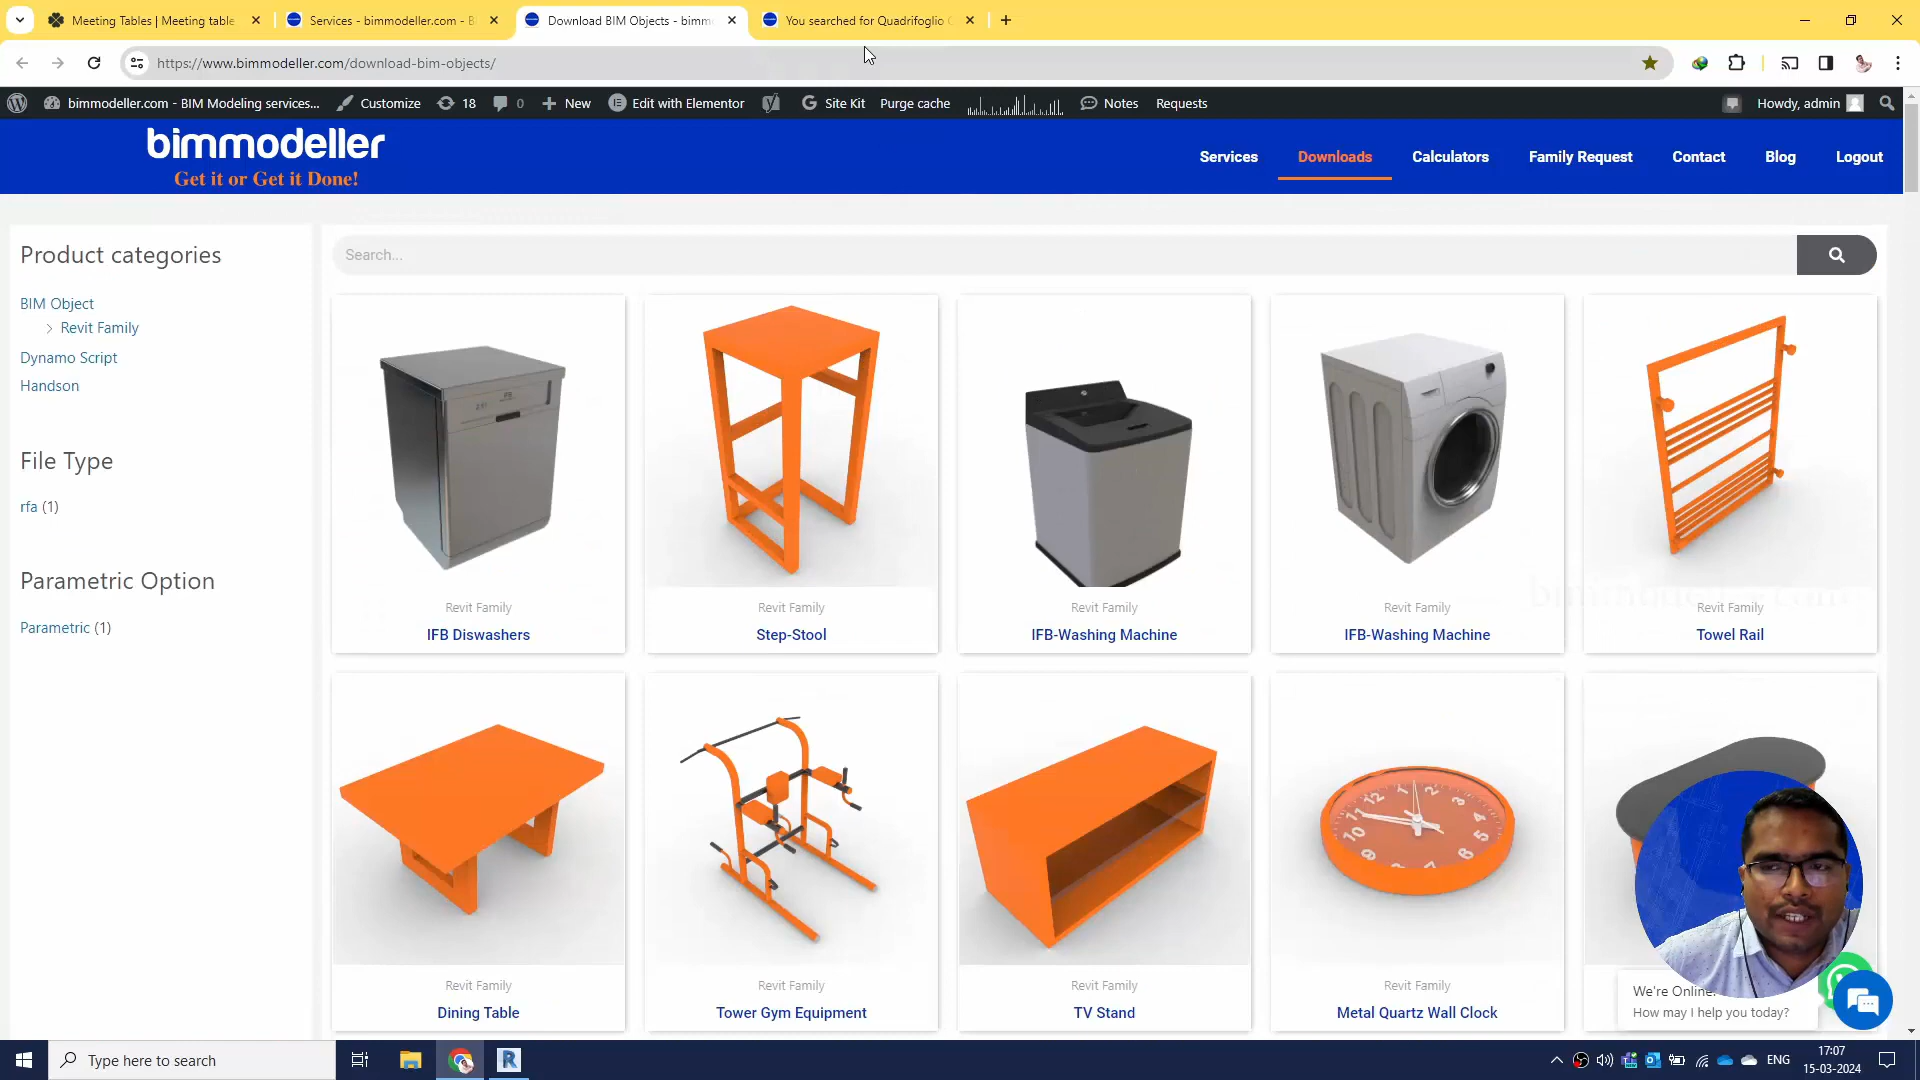 Meeting Tables | Meeting table
Services - bimmodeller.com - B
Download BIM Objects - bimm
You searched for Quadrifoglio
https://www.bimmodeller.com/download-bim-objects/
bimmodeller.com - BIM Modeling services...
Customize
18
0
New
Edit with Elementor
Site Kit
Purge cache
Notes
Requests
Howdy, admin
bimmodeller
Get it or Get it Done!
Services
Downloads
Calculators
Family Request
Contact
Blog
Logout
Product categories
BIM Object
Revit Family
Dynamo Script
Handson
File Type
rfa (1)
Parametric Option
Parametric (1)
Search...
Revit Family
IFB Diswashers
Revit Family
Step-Stool
Revit Family
IFB-Washing Machine
Revit Family
IFB-Washing Machine
Revit Family
Towel Rail
Revit Family
Dining Table
Revit Family
Tower Gym Equipment
Revit Family
TV Stand
Revit Family
Metal Quartz Wall Clock
We're Online!
How may I help you today?
Type here to search
R
ENG
17:07
15-03-2024